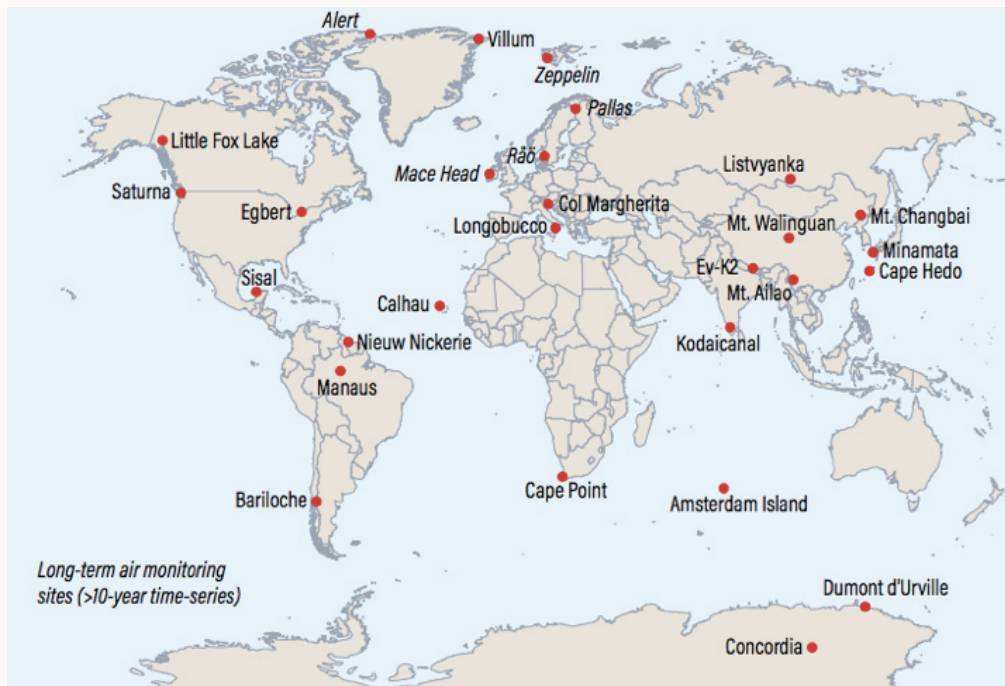 Alert
Villum
Zeppelin
Pallas
Little Fox Lake
Råö
Mace Head
Listvyanka
Saturna
Egbert
Col Margherita
Mt. Changbai
Longobucco
Mt. Walinguan
Minamata
Ev-K2
Cape Hedo
Sisal
Mt. Ailao
Calhau
Nieuw Nickerie
Kodaicanal
Manaus
Bariloche
Cape Point
Amsterdam Island
Long-term air monitoring
sites (>10-year time-series)
Dumont d'Urville
Concordia